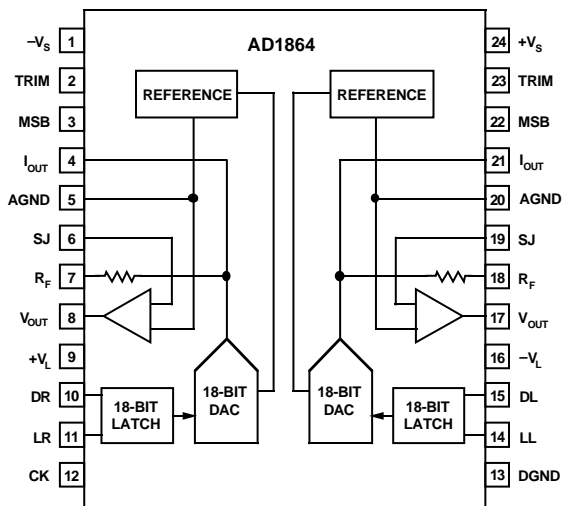 AD1864
–Vs 1
TRIM 2
MSB 3
IOUT 4
AGND 5
SJ 6
RF 7
VOUT 8
+VL 9
DR 10
LR 11
CK 12
REFERENCE
18-BIT
LATCH
18-BIT
DAC
REFERENCE
18-BIT
DAC
18-BIT
LATCH
24 +Vs
23 TRIM
22 MSB
21 IOUT
20 AGND
19 SJ
18 RF
17 VOUT
16 –VL
15 DL
14 LL
13 DGND